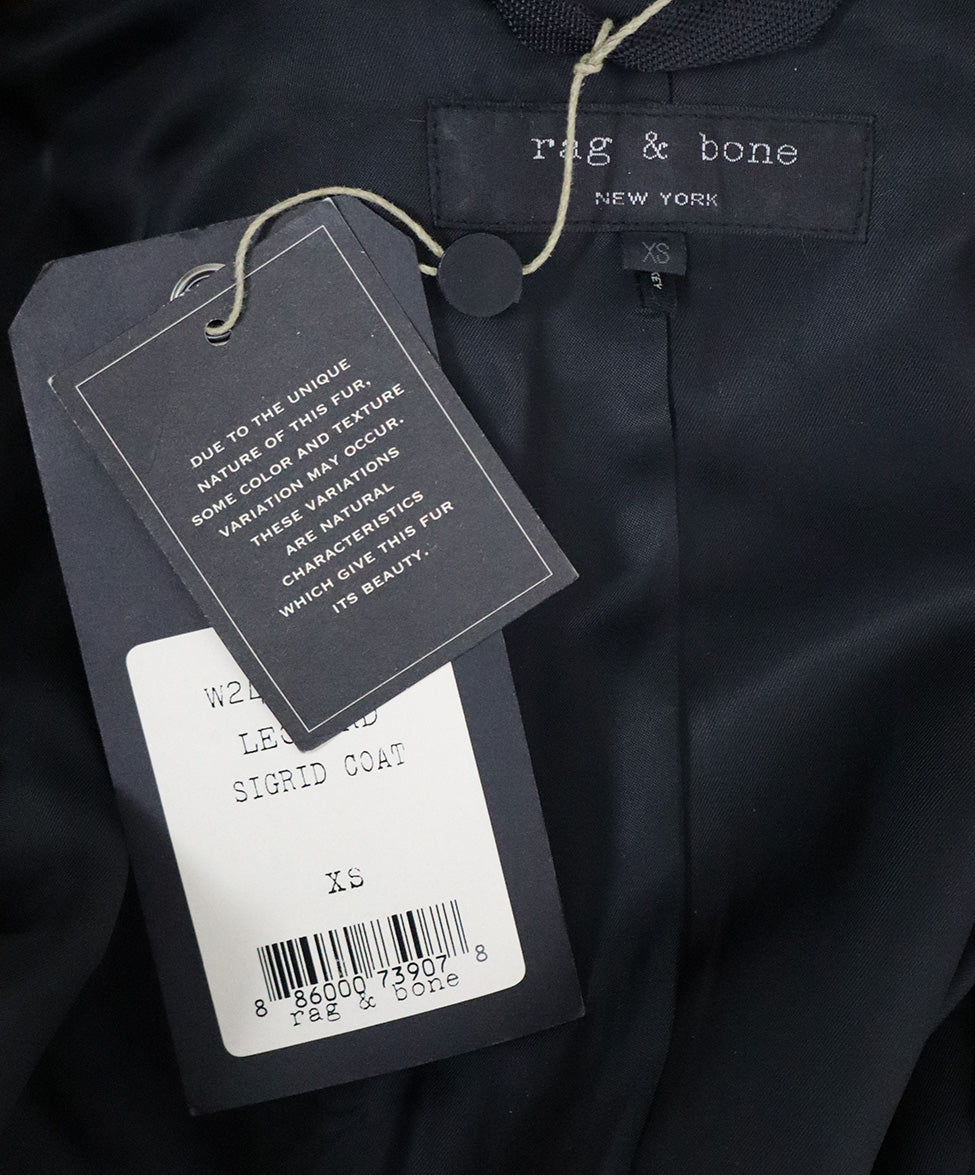 rag & bone
NEW YORK
XS
KEY
DUE TO THE UNIQUE
NATURE OF THIS FUR,
SOME COLOR AND TEXTURE
VARIATION MAY OCCUR.
THESE VARIATIONS
ARE NATURAL
CHARACTERISTICS
WHICH GIVE THIS FUR
ITS BEAUTY.
SIGRID COAT
XS
8 86000 73907 8
rag & bone